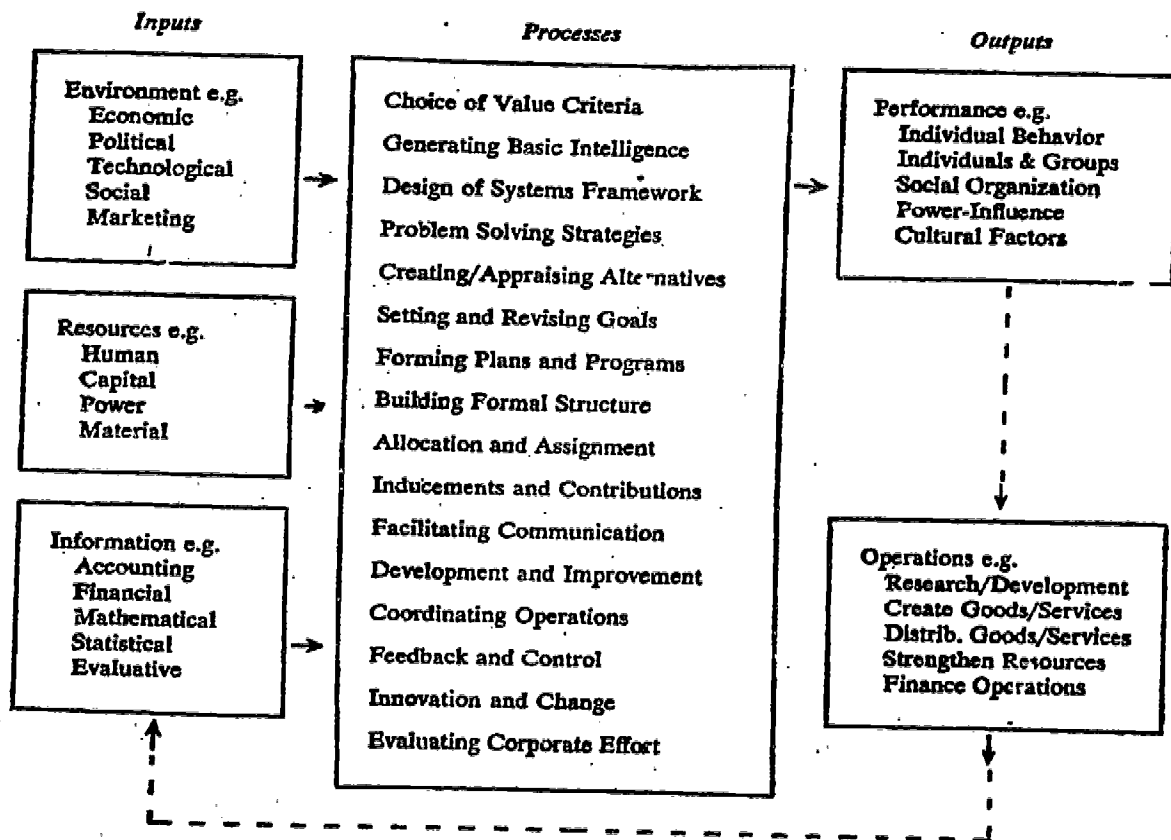 Inputs
Environment e.g.
Economic
Political
Technological
Social
Marketing
Resources e.g.
Human
Capital
Power
Material
Information e.g.
Accounting
Financial
Mathematical
Statistical
Evaluative
Processes
Choice of Value Criteria
Generating Basic Intelligence
Design of Systems Framework
Problem Solving Strategies
Creating/Appraising Alternatives
Setting and Revising Goals
Forming Plans and Programs
Building Formal Structure
Allocation and Assignment
Inducements and Contributions
Facilitating Communication
Development and Improvement
Coordinating Operations
Feedback and Control
Innovation and Change
Evaluating Corporate Effort
Outputs
Performance e.g.
Individual Behavior
Individuals & Groups
Social Organization
Power-Influence
Cultural Factors
Operations e.g.
Research/Development
Create Goods/Services
Distrib. Goods/Services
Strengthen Resources
Finance Operations